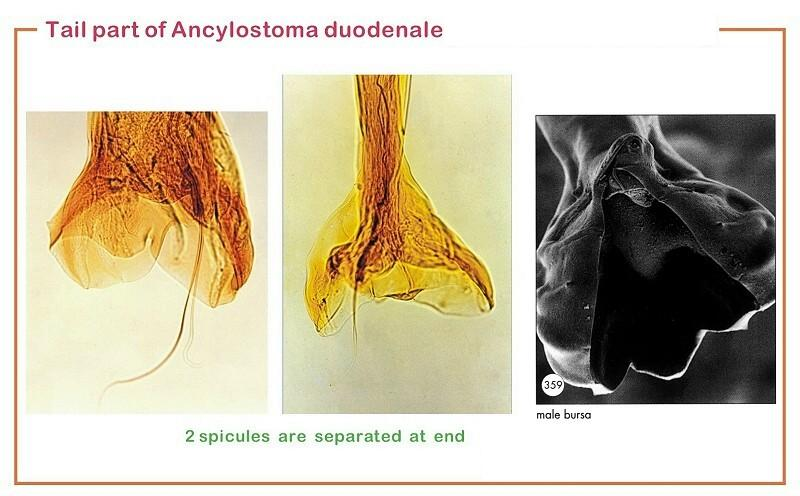 Tail part of Ancylostoma duodenale
359
male bursa
2 spicules are separated at end